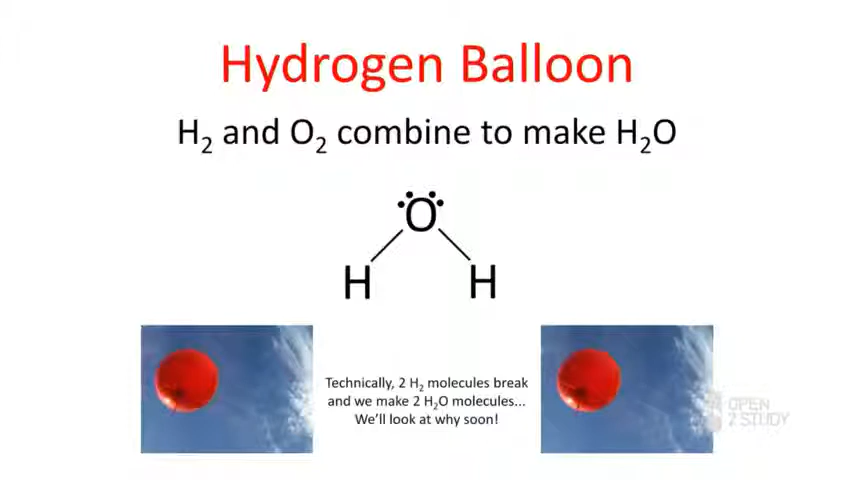 Hydrogen Balloon
H₂ and O₂ combine to make H₂O
O
H H
Technically, 2 H₂ molecules break
and we make 2 H₂O molecules...
We'll look at why soon!
OPEN
2 STUDY